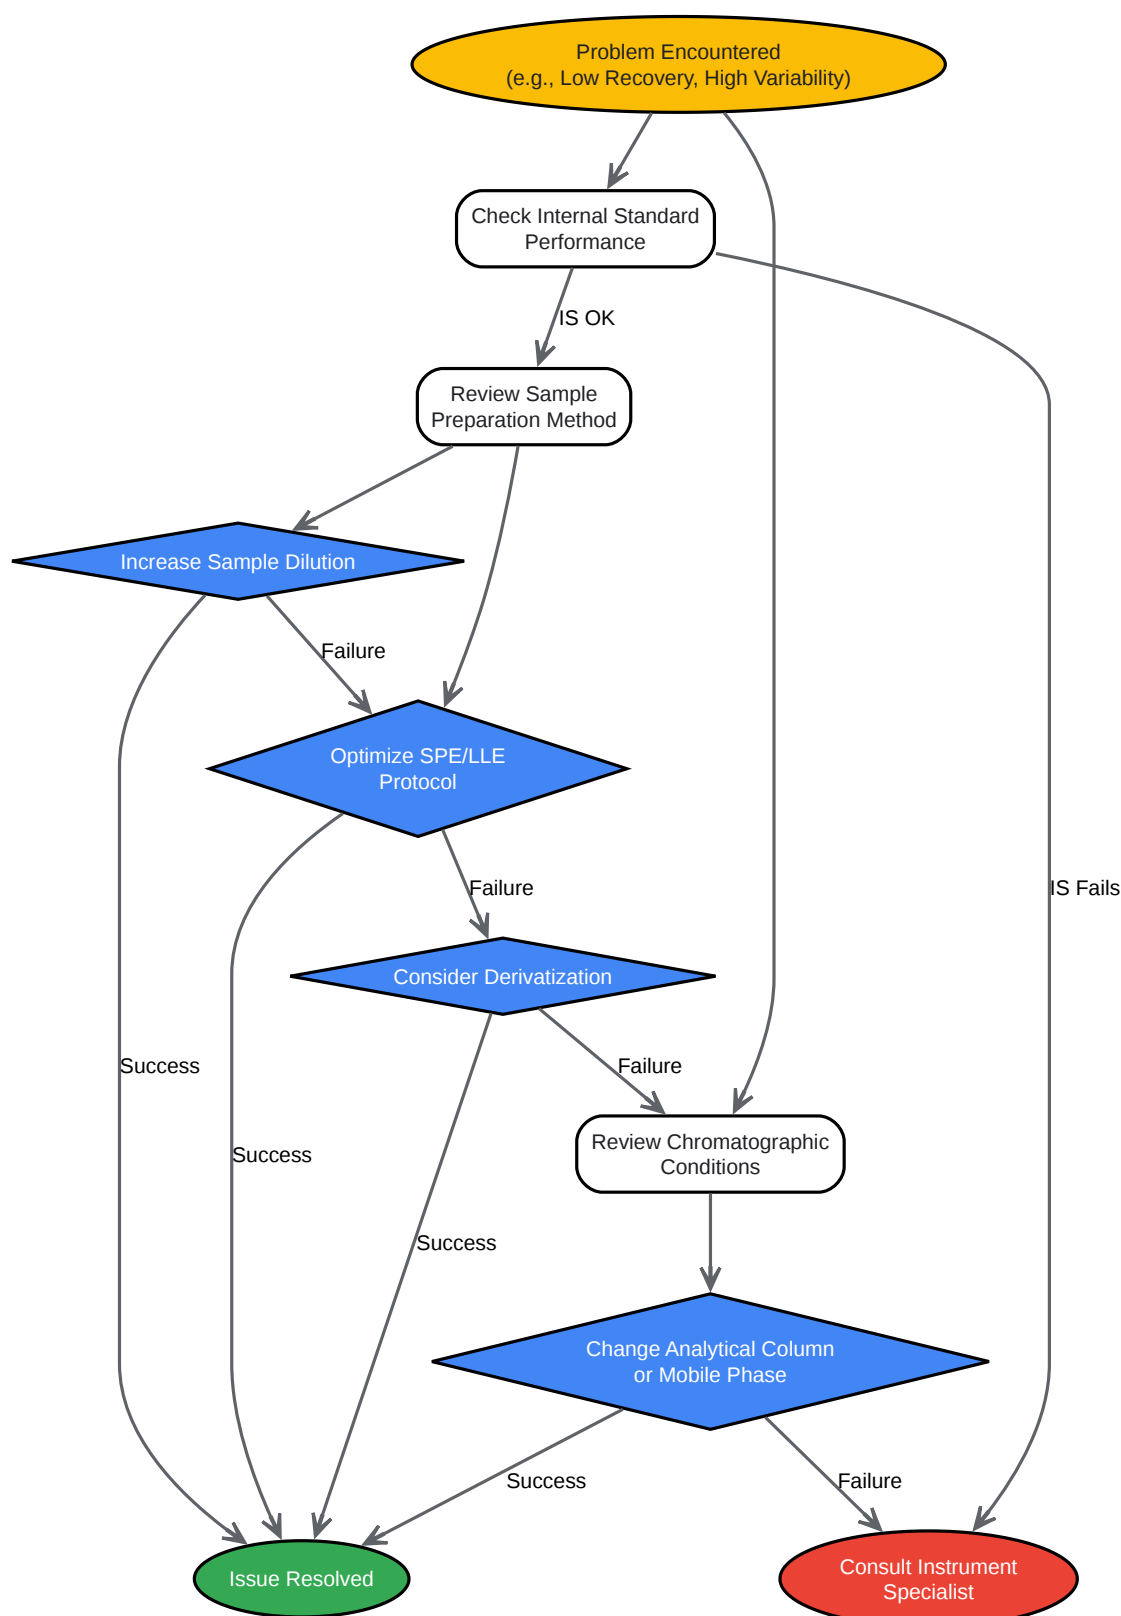 Problem Encountered
(e.g., Low Recovery, High Variability)
Check Internal Standard
Performance
IS OK
Review Sample
Preparation Method
Increase Sample Dilution
Failure
Optimize SPE/LLE
Protocol
Failure
IS Fails
Consider Derivatization
Success
Failure
Review Chromatographic
Conditions
Success
Success
Change Analytical Column
or Mobile Phase
Success
Failure
Issue Resolved
Consult Instrument
Specialist